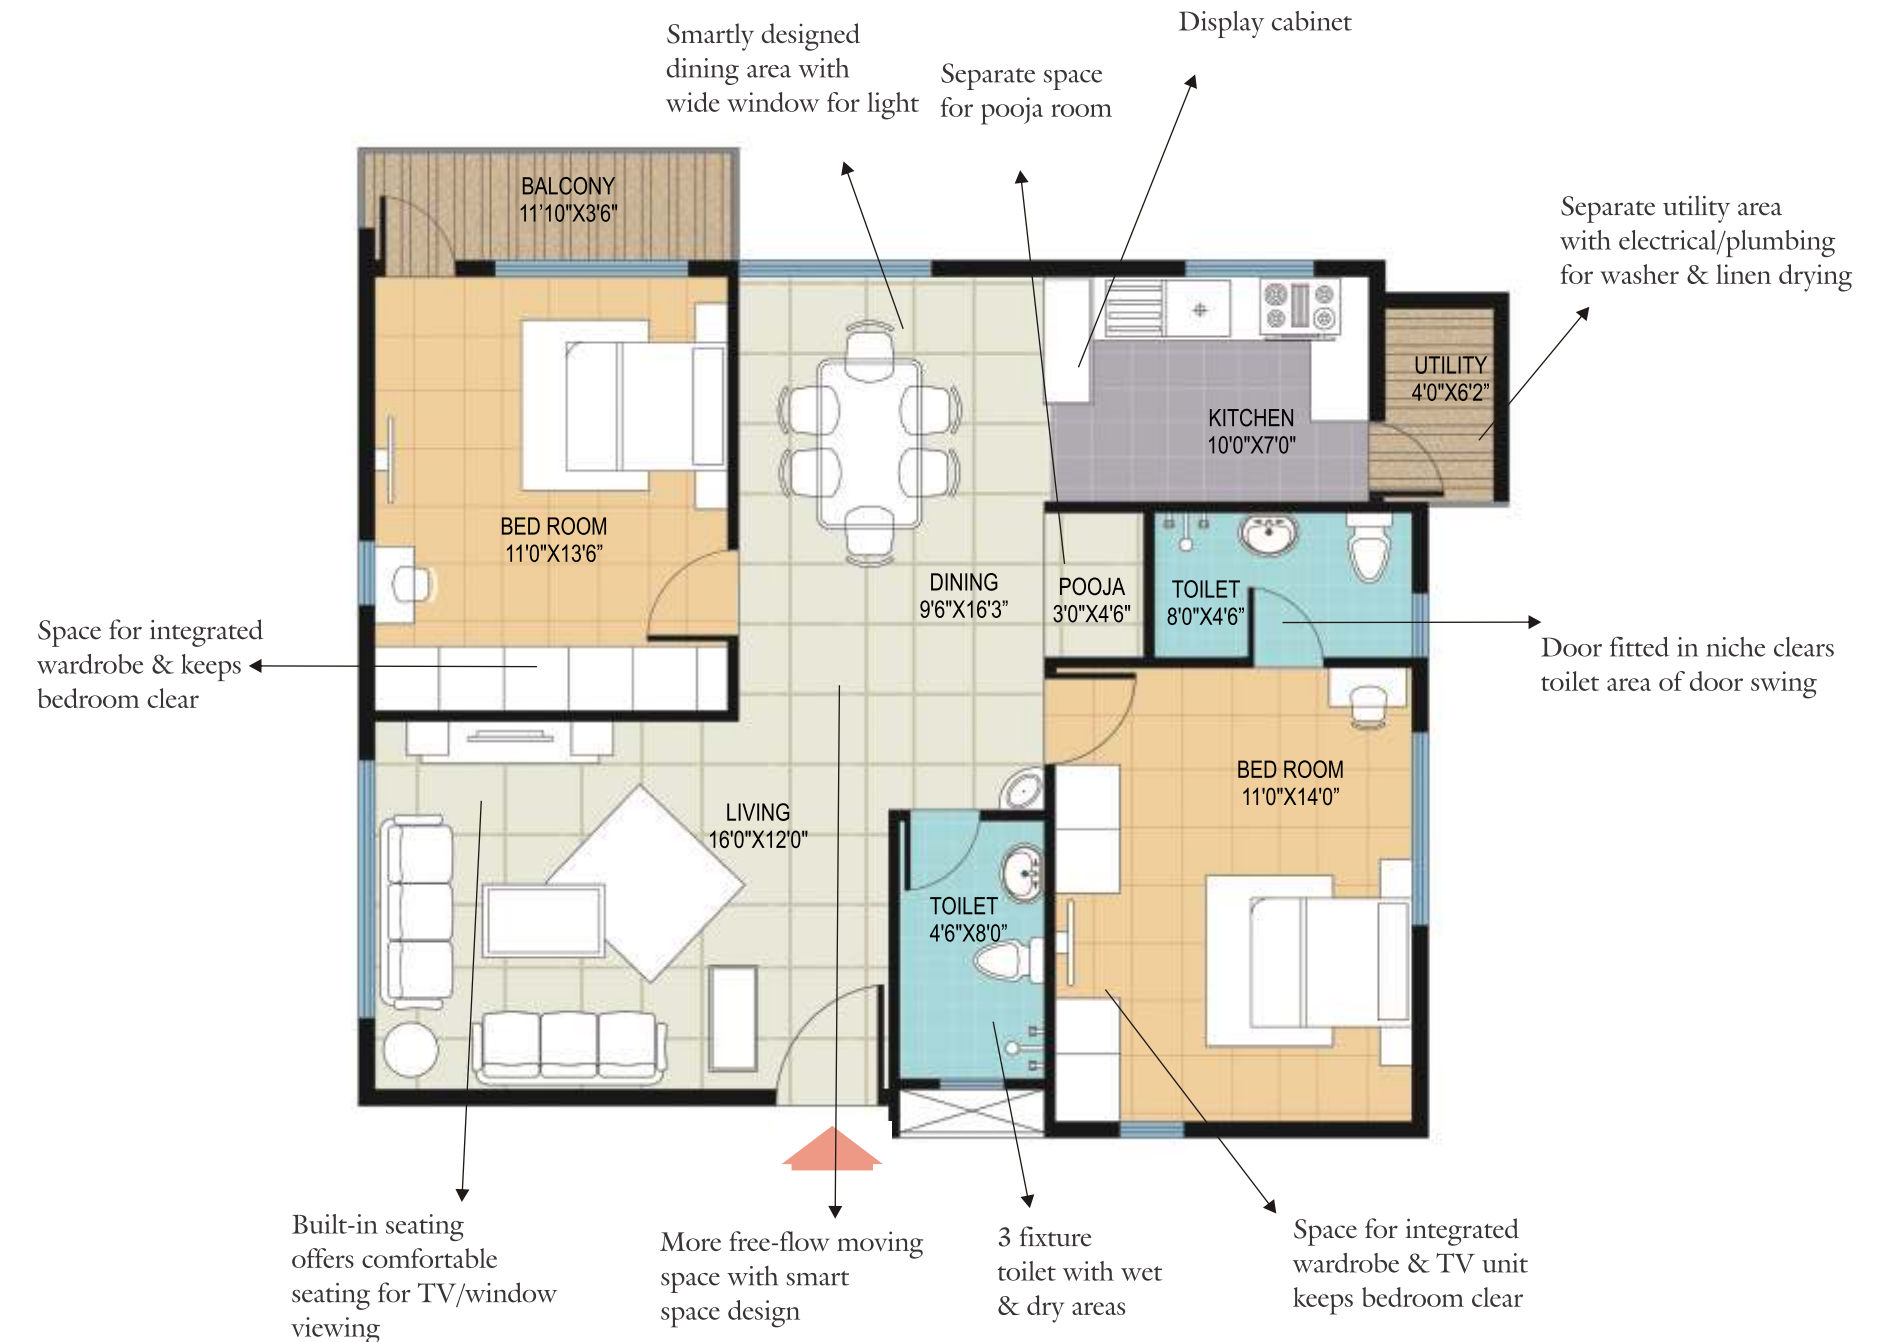 Display cabinet
Smartly designed
dining area with
wide window for light
Separate space
for pooja room
Separate utility area
with electrical/plumbing
for washer & linen drying
BALCONY
11’10"X3'6"
UTILITY
4'0"X6'2”
KITCHEN
10'0"X7'0"
BED ROOM
11'0"X13'6”
DINING
9'6"X16'3”
POOJA
3'0"X4'6"
TOILET
8'0"X4'6”
Space for integrated
wardrobe & keeps
bedroom clear
Door fitted in niche clears
toilet area of door swing
BED ROOM
11'0"X14'0”
LIVING
16'0"X12'0"
TOILET
4'6"X8'0”
Built-in seating
offers comfortable
seating for TV/window
viewing
More free-flow moving
space with smart
space design
3 fixture
toilet with wet
& dry areas
Space for integrated
wardrobe & TV unit
keeps bedroom clear